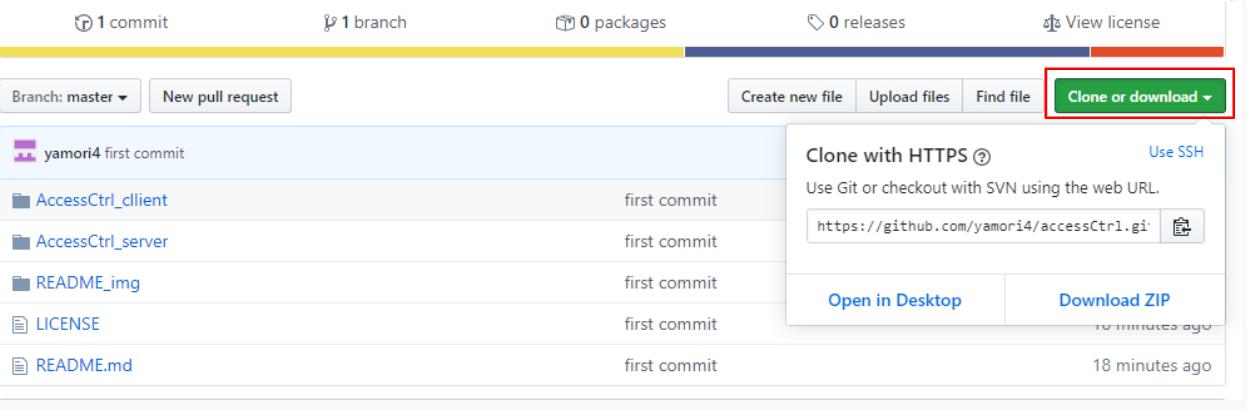 1 commit 1 branch 0 packages 0 releases View license
Branch: master New pull request Create new file Upload files Find file Clone or download
yamori4 first commit
Clone with HTTPS Use SSH
Use Git or checkout with SVN using the web URL.
https://github.com/yamori4/accessCtrl.gi
Open in Desktop Download ZIP
AccessCtrl_cllient first commit
AccessCtrl_server first commit
README_img first commit
LICENSE first commit minutes ago
README.md first commit 18 minutes ago